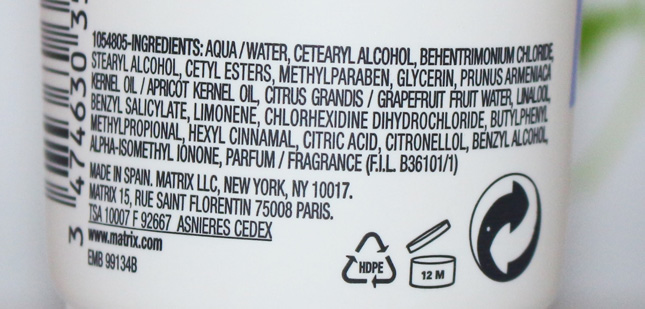 1054805-INGREDIENTS: AQUA / WATER, CETEARYL ALCOHOL, BEHENTRIMONIUM CHLORIDE,
STEARYL ALCOHOL, CETYL ESTERS, METHYLPARABEN, GLYCERIN, PRUNUS ARMENIACA
KERNEL OIL / APRICOT KERNEL OIL, CITRUS GRANDIS / GRAPEFRUIT FRUIT WATER, LINALOOL,
BENZYL SALICYLATE, LIMONENE, CHLORHEXIDINE DIHYDROCHLORIDE, BUTYLPHENYL
METHYLPROPIONAL, HEXYL CINNAMAL, CITRIC ACID, CITRONELLOL, BENZYL ALCOHOL,
ALPHA-ISOMETHYL IONONE, PARFUM / FRAGRANCE (F.I.L. B36101/1)
MADE IN SPAIN. MATRIX LLC, NEW YORK, NY 10017.
MATRIX 15, RUE SAINT FLORENTIN 75008 PARIS.
TSA 10007 F 92667 ASNIERES CEDEX
www.matrix.com
EMB 99134B
HDPE
12 M
3 474630